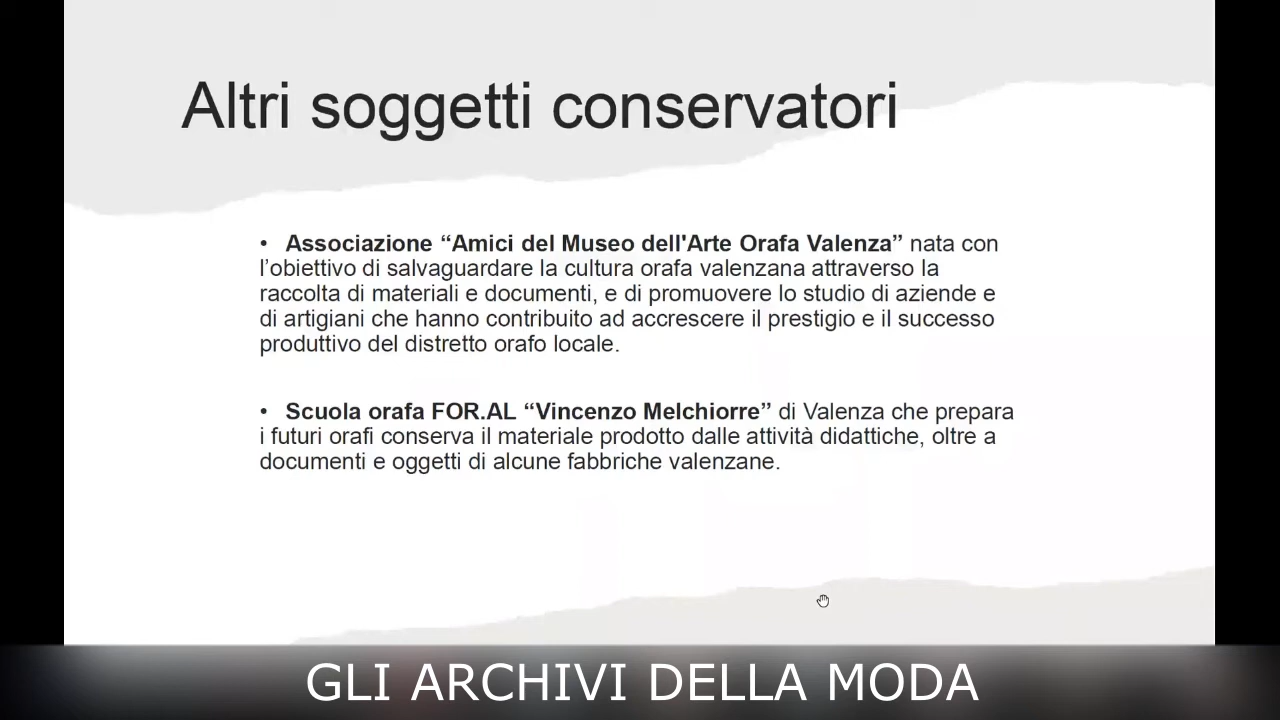 Altri soggetti conservatori
• Associazione “Amici del Museo dell'Arte Orafa Valenza” nata con
l’obiettivo di salvaguardare la cultura orafa valenzana attraverso la
raccolta di materiali e documenti, e di promuovere lo studio di aziende e
di artigiani che hanno contribuito ad accrescere il prestigio e il successo
produttivo del distretto orafo locale.
• Scuola orafa FOR.AL “Vincenzo Melchiorre” di Valenza che prepara
i futuri orafi conserva il materiale prodotto dalle attività didattiche, oltre a
documenti e oggetti di alcune fabbriche valenzane.
GLI ARCHIVI DELLA MODA